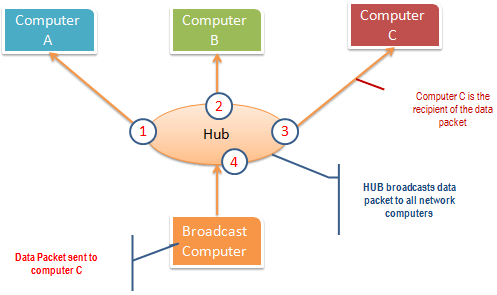 Computer
A
Computer
B
Computer
C
Computer C is the
recipient of the data
packet
2
1
Hub
3
4
HUB broadcasts data
packet to all network
computers
Broadcast
Computer
Data Packet sent to
computer C